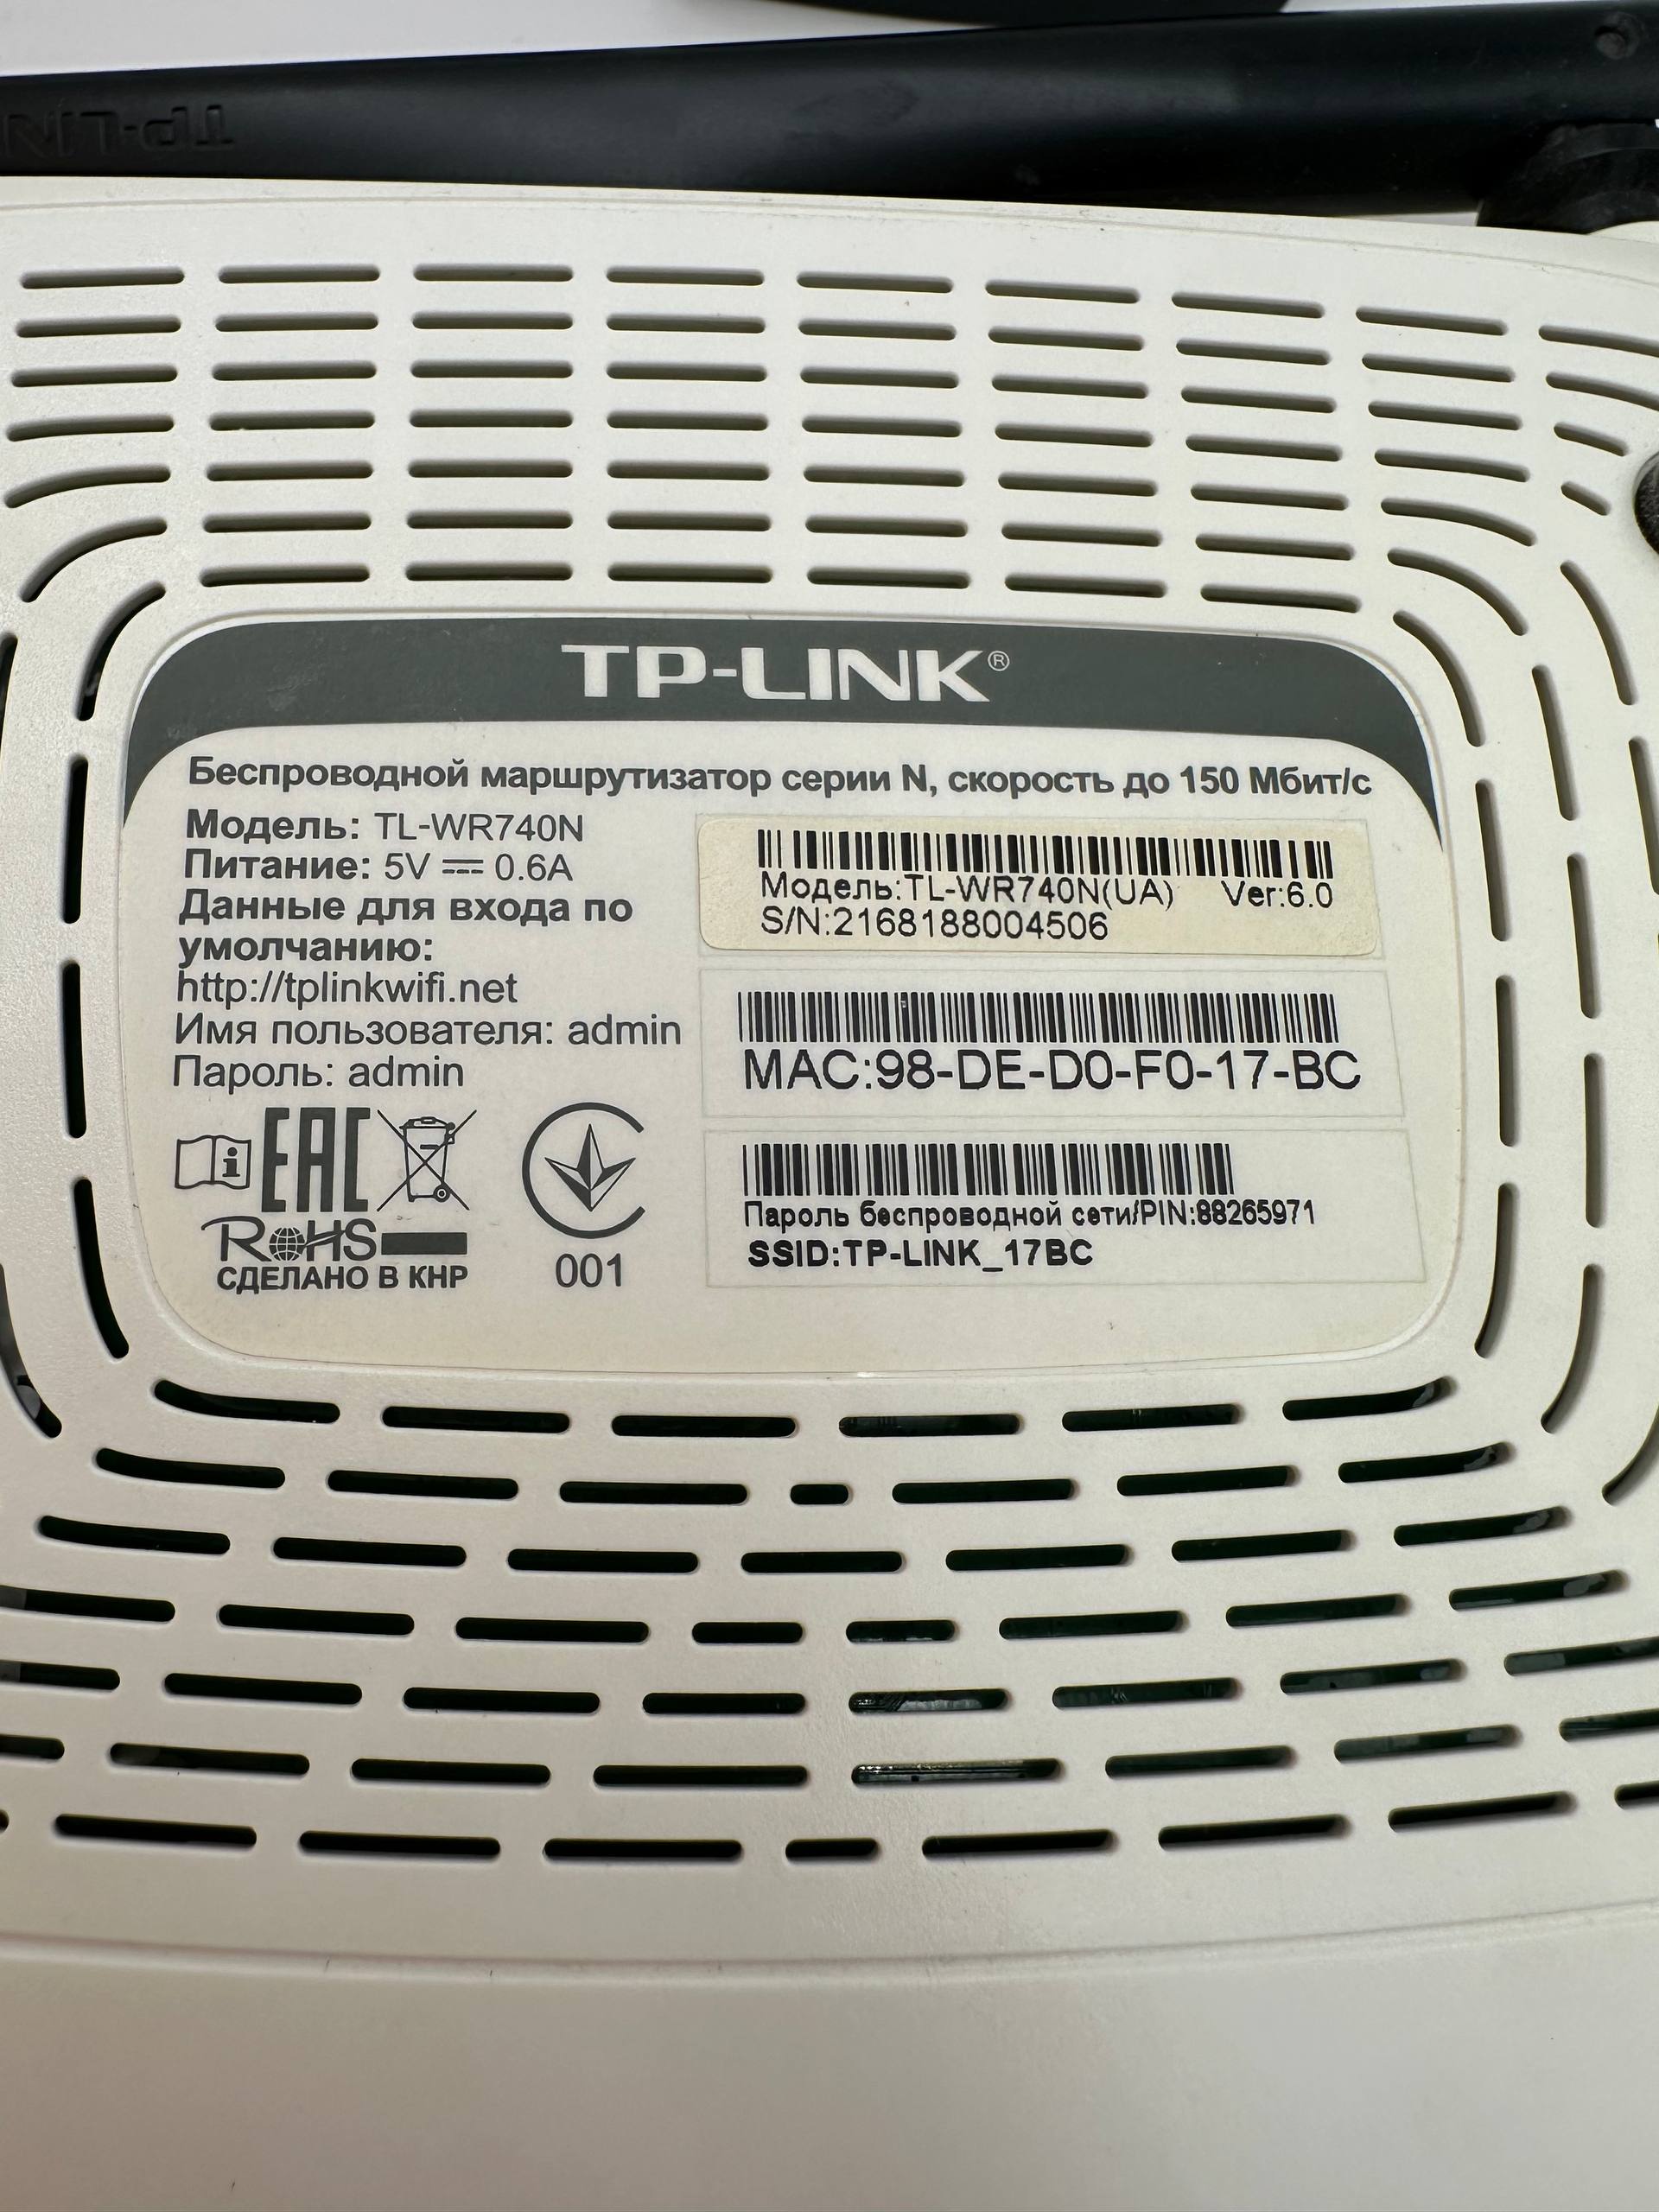 TP-LINK
TP-LINK®
Беспроводной маршрутизатор серии N, скорость до 150 Мбит/с
Модель: TL-WR740N
Питание: 5V ⎓ 0.6A
Данные для входа по
умолчанию:
http://tplinkwifi.net
Имя пользователя: admin
Пароль: admin
EAC
RoHS
СДЕЛАНО В КНР
001
Модель:TL-WR740N(UA) Ver:6.0
S/N:2168188004506
MAC:98-DE-D0-F0-17-BC
Пароль беспроводной сети/PIN:88265971
SSID:TP-LINK_17BC